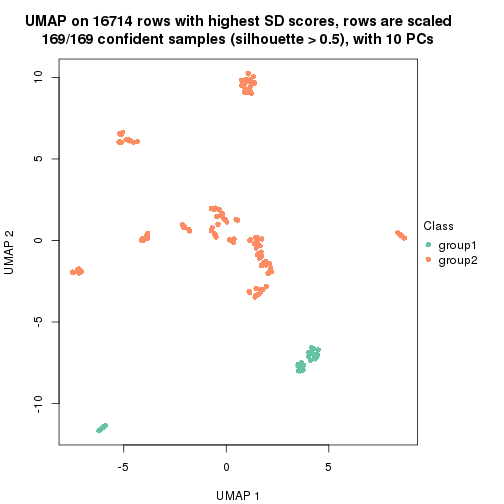 UMAP on 16714 rows with highest SD scores, rows are scaled
169/169 confident samples (silhouette > 0.5), with 10 PCs
10
5
0
-5
-10
UMAP 2
-5
0
5
UMAP 1
Class
group1
group2